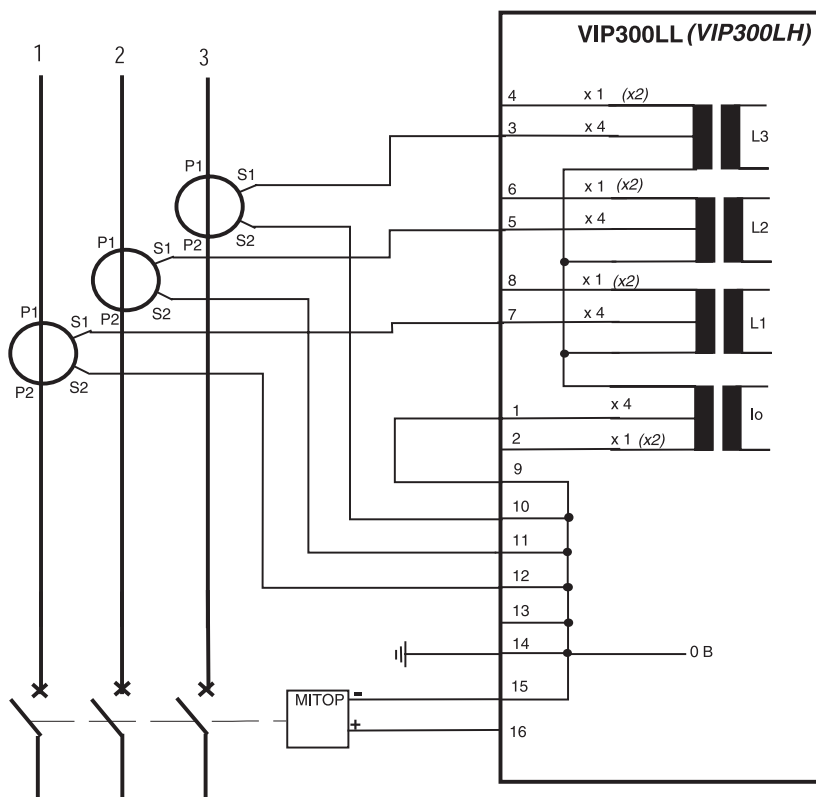 VIP300LL (VIP300LH)
1 2 3
4 x 1 (x2)
3 x 4
L3
P1 S1
P2 S2
6 x 1 (x2)
5 x 4
L2
P1 S1
P2 S2
8 x 1 (x2)
7 x 4
L1
P1 S1
P2 S2
1 x 4
Io
2 x 1 (x2)
9
10
11
12
13
14 0 B
15
MITOP -
+
16